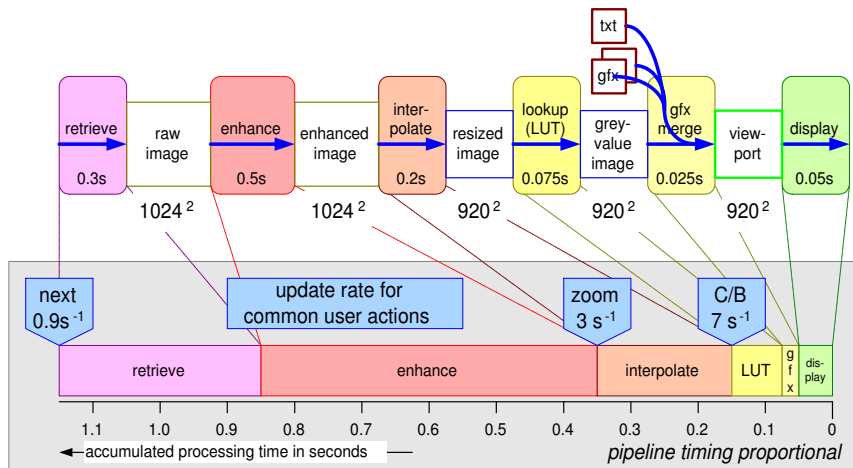 txt
gfx
retrieve
0.3s
raw
image
enhance
0.5s
enhanced
image
inter-
polate
0.2s
resized
image
lookup
(LUT)
0.075s
grey-
value
image
gfx
merge
0.025s
view-
port
display
0.05s
1024 2
1024 2
920 2
920 2
920 2
next
0.9s -1
update rate for
common user actions
zoom
3 s -1
C/B
7 s -1
retrieve
enhance
interpolate
LUT
g
f
x
dis-
play
1.1 1.0 0.9 0.8 0.7 0.6 0.5 0.4 0.3 0.2 0.1 0
accumulated processing time in seconds
pipeline timing proportional